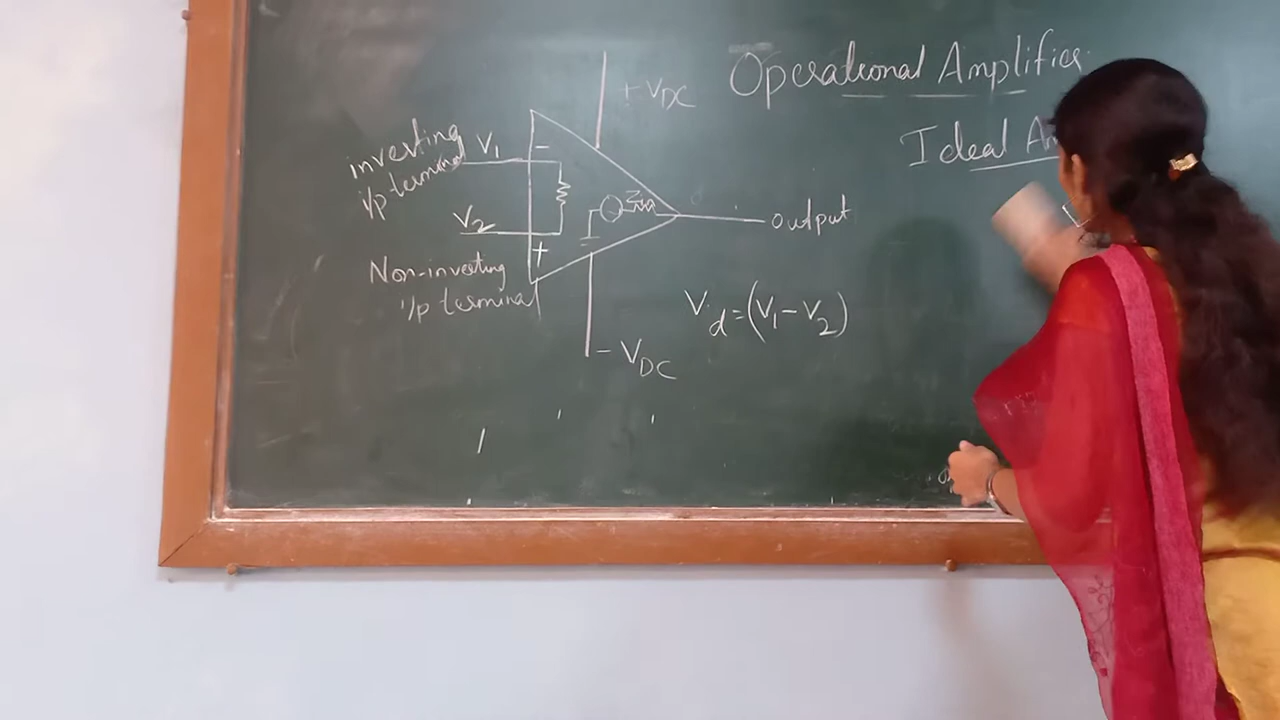 Operational Amplifier
Ideal
+ VDC
inverting
i/p terminal
V1
−
V2
+
Non-inverting
i/p terminal
output
Vd=(V1−V2)
− VDC